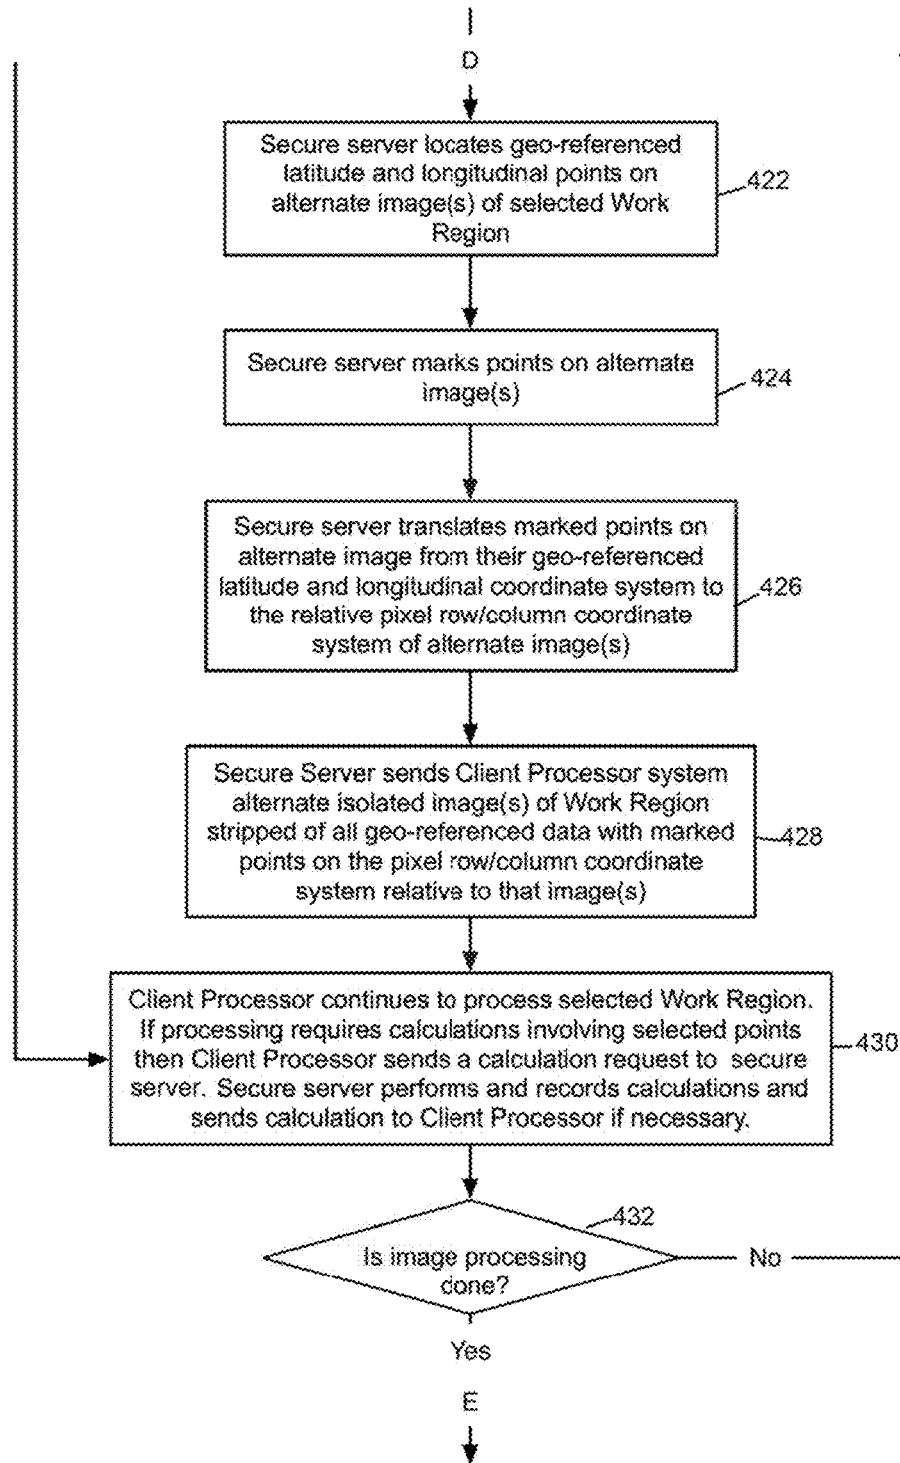 D
Secure server locates geo-referenced
latitude and longitudinal points on
alternate image(s) of selected Work
Region
422
Secure server marks points on alternate
image(s)
424
Secure server translates marked points on
alternate image from their geo-referenced
latitude and longitudinal coordinate system to
the relative pixel row/column coordinate
system of alternate image(s)
426
Secure Server sends Client Processor system
alternate isolated image(s) of Work Region
stripped of all geo-referenced data with marked
points on the pixel row/column coordinate
system relative to that image(s)
428
Client Processor continues to process selected Work Region.
If processing requires calculations involving selected points
then Client Processor sends a calculation request to secure
server. Secure server performs and records calculations and
sends calculation to Client Processor if necessary.
430
432
Is image processing
done?
No
Yes
E